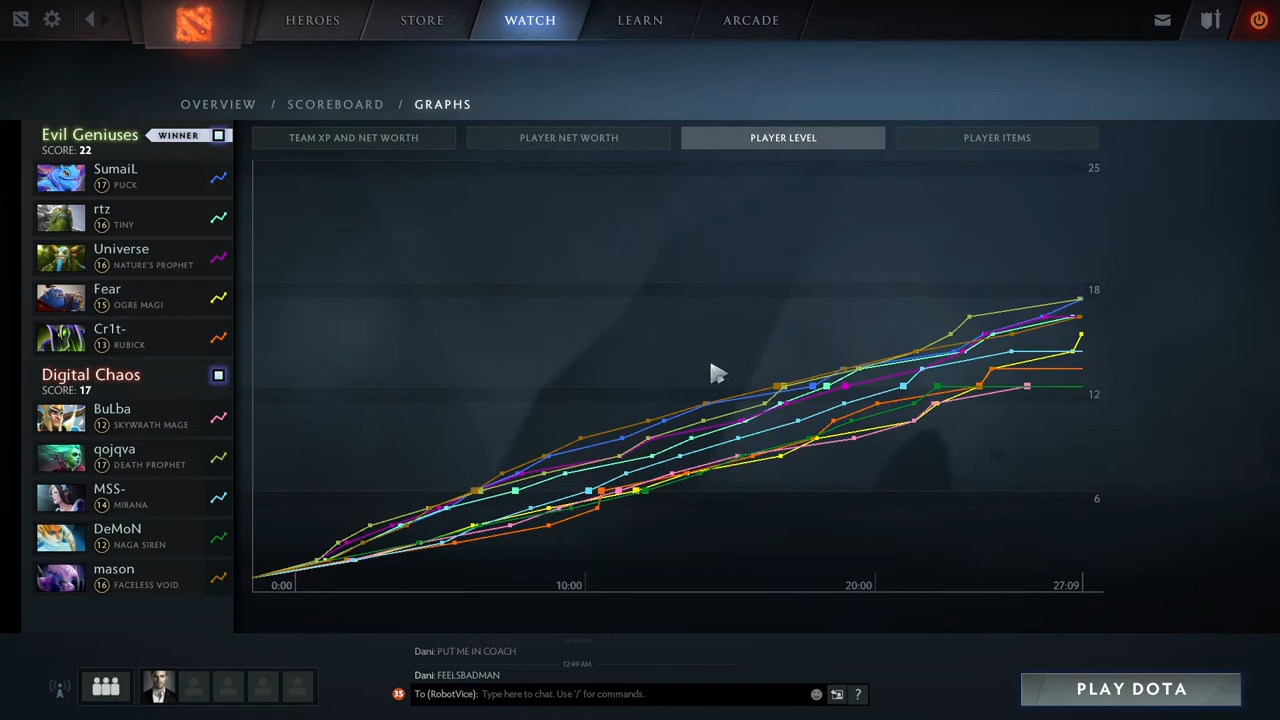 HEROES
STORE
WATCH
LEARN
ARCADE
OVERVIEW / SCOREBOARD / GRAPHS
Evil Geniuses WINNER
SCORE: 22
TEAM XP AND NET WORTH
PLAYER NET WORTH
PLAYER LEVEL
PLAYER ITEMS
SumaiL
17 PUCK
rtz
16 TINY
Universe
16 NATURE'S PROPHET
Fear
15 OGRE MAGI
Cr1t-
13 RUBICK
Digital Chaos
SCORE: 17
BuLba
12 SKYWRATH MAGE
qojqva
17 DEATH PROPHET
MSS-
14 MIRANA
DeMoN
12 NAGA SIREN
mason
16 FACELESS VOID
25
18
12
6
0:00
10:00
20:00
27:09
Dani: PUT ME IN COACH
12:49 AM
Dani: FEELSBADMAN
35 To (RobotVice): Type here to chat. Use '/' for commands.
?
PLAY DOTA